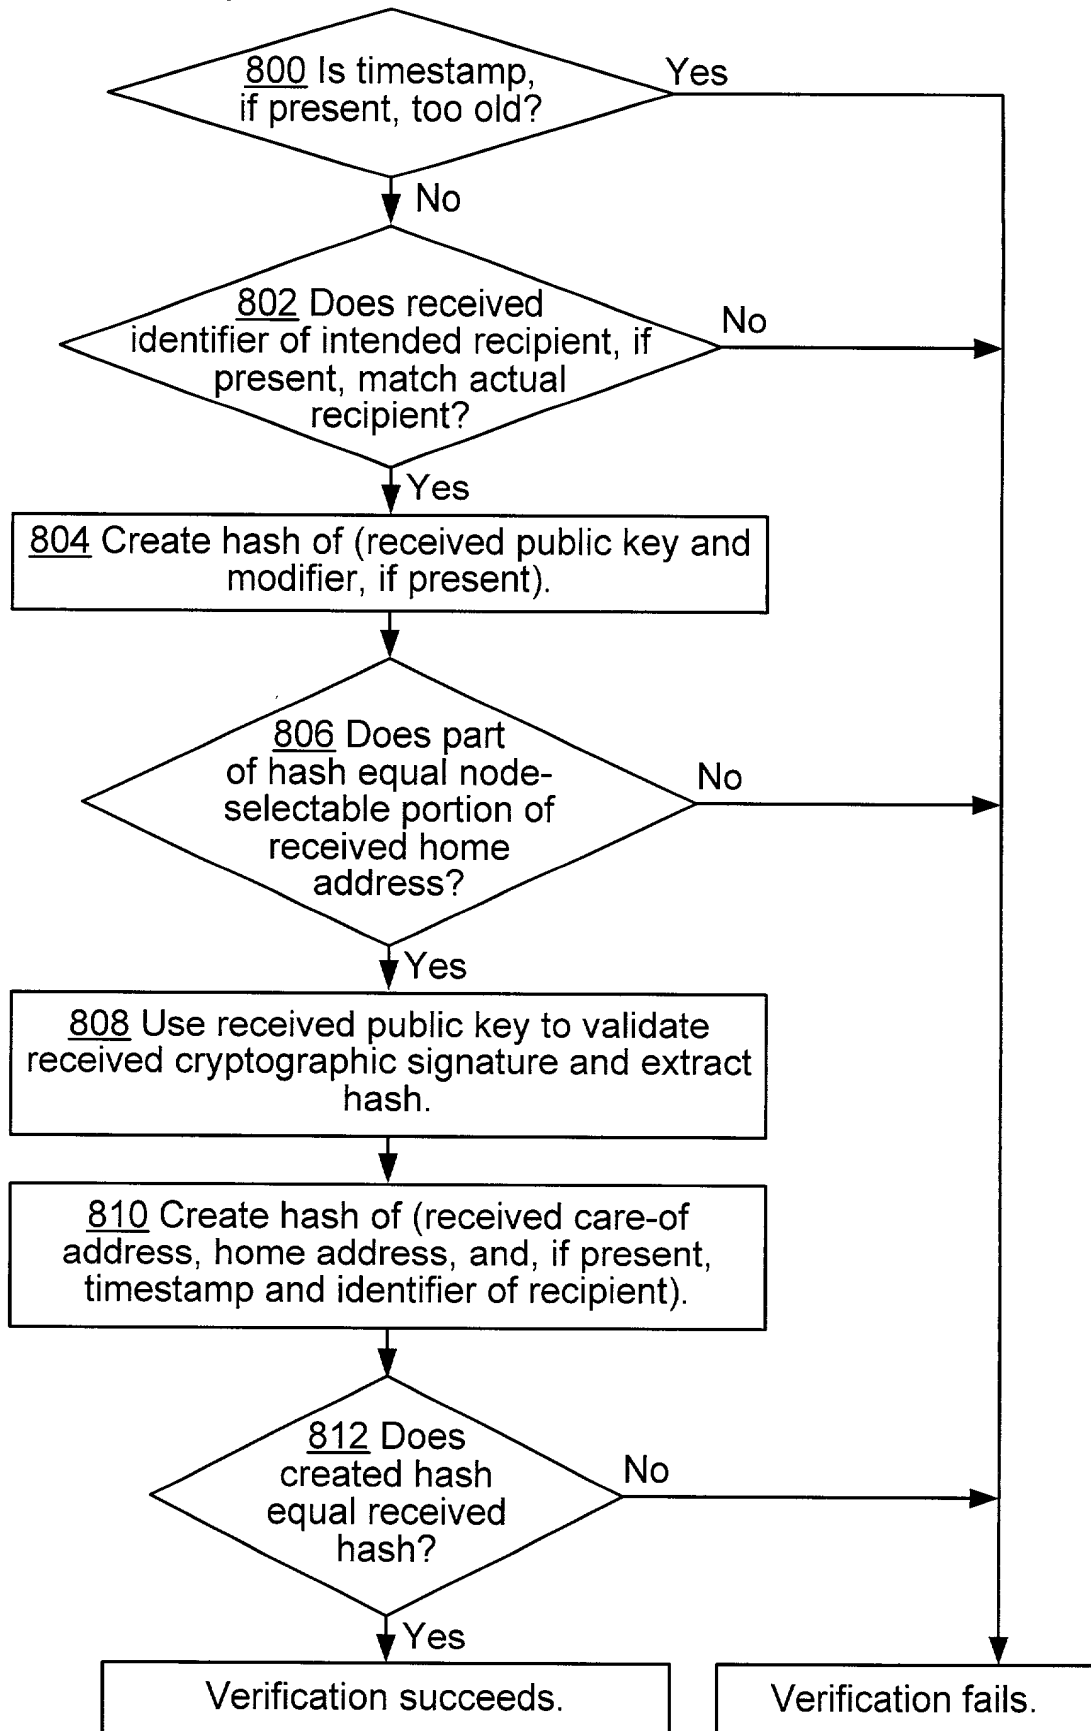 800 Is timestamp,
if present, too old?
Yes
No
802 Does received
identifier of intended recipient, if
present, match actual
recipient?
No
Yes
804 Create hash of (received public key and
modifier, if present).
806 Does part
of hash equal node-
selectable portion of
received home
address?
No
Yes
808 Use received public key to validate
received cryptographic signature and extract
hash.
810 Create hash of (received care-of
address, home address, and, if present,
timestamp and identifier of recipient).
812 Does
created hash
equal received
hash?
No
Yes
Verification succeeds.
Verification fails.